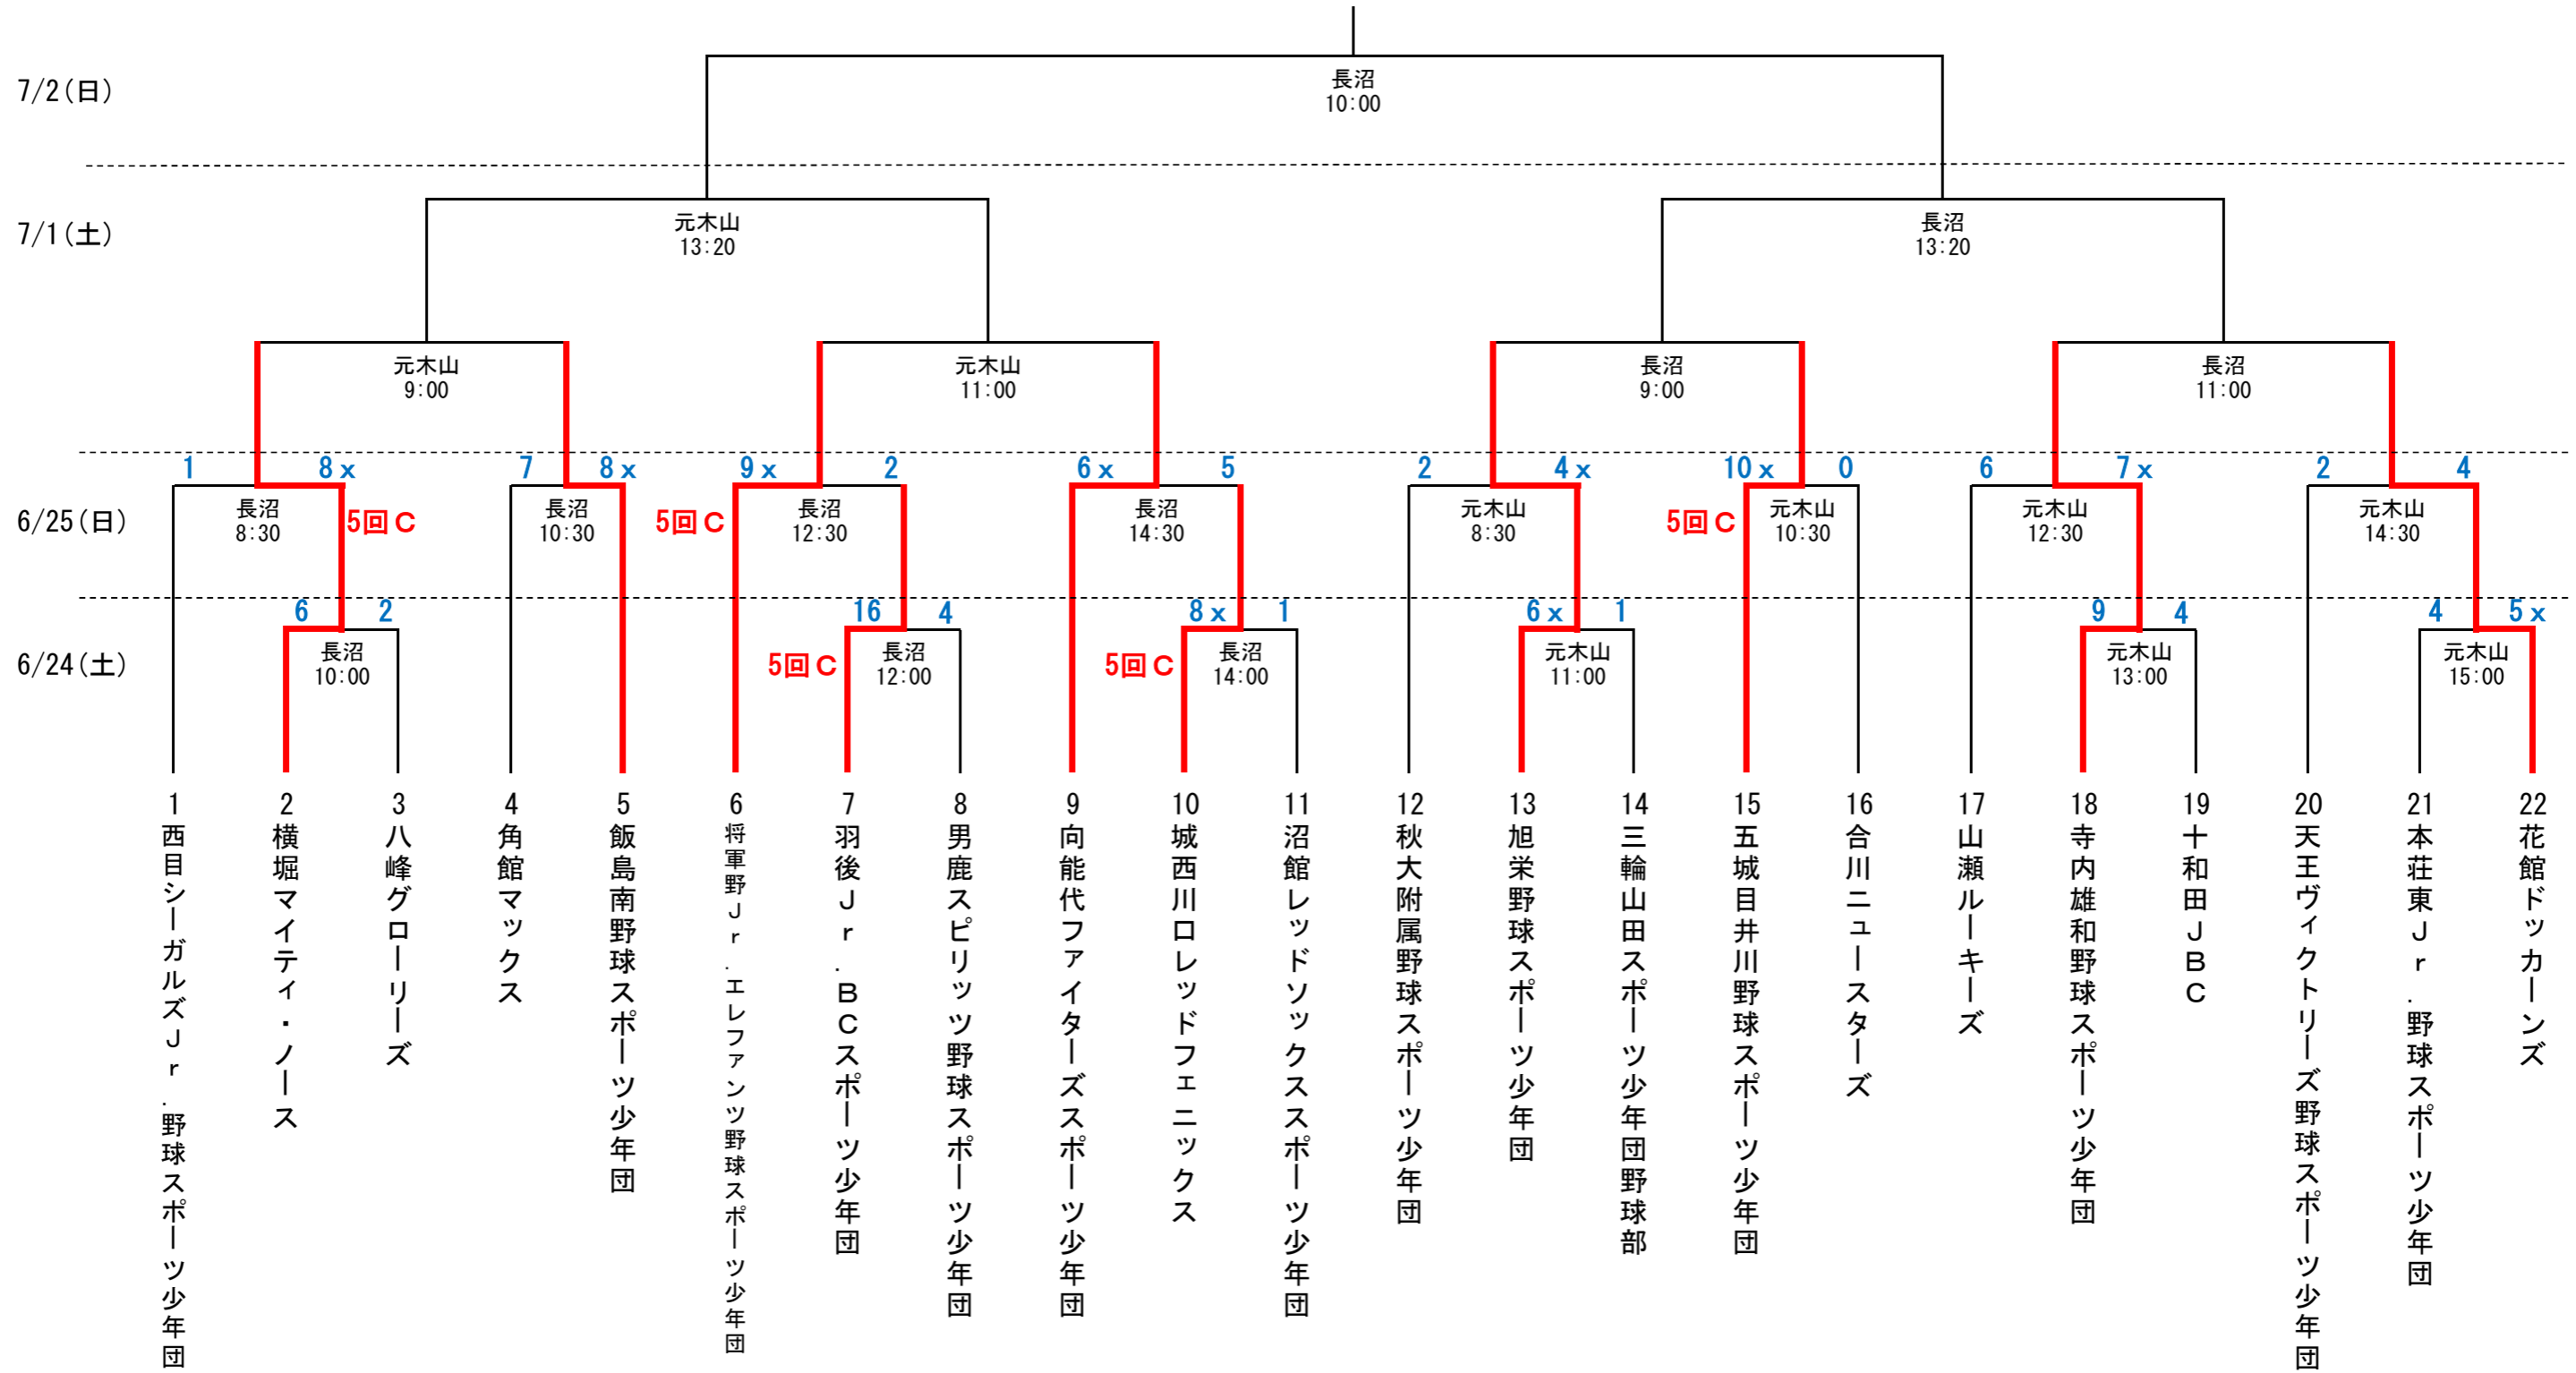 7/2(日)
長沼
10:00
7/1(土)
元木山
13:20
長沼
13:20
元木山
9:00
元木山
11:00
長沼
9:00
長沼
11:00
1 8x 7 8x 9x 2 6x 5 2 4x 10x 0 6 7x 2 4
6/25(日)
長沼
8:30
5回C
長沼
10:30
5回C
長沼
12:30
長沼
14:30
元木山
8:30
5回C
元木山
10:30
元木山
12:30
元木山
14:30
6 2 16 4 8x 1 6x 1 9 4 4 5x
6/24(土)
長沼
10:00
5回C
長沼
12:00
5回C
長沼
14:00
元木山
11:00
元木山
13:00
元木山
15:00
1
西目シーガルズJr.野球スポーツ少年団
2
横堀マイティ・ノース
3
八峰グローリーズ
4
角館マックス
5
飯島南野球スポーツ少年団
6
将軍野Jr.エレファンツ野球スポーツ少年団
7
羽後Jr.BCスポーツ少年団
8
男鹿スピリッツ野球スポーツ少年団
9
向能代ファイターズスポーツ少年団
10
城西川口レッドフェニックス
11
沼館レッドソックススポーツ少年団
12
秋大附属野球スポーツ少年団
13
旭栄野球スポーツ少年団
14
三輪山田スポーツ少年団野球部
15
五城目井川野球スポーツ少年団
16
合川ニュースターズ
17
山瀬ルーキーズ
18
寺内雄和野球スポーツ少年団
19
十和田JBC
20
天王ヴィクトリーズ野球スポーツ少年団
21
本荘東Jr.野球スポーツ少年団
22
花館ドッカーンズ